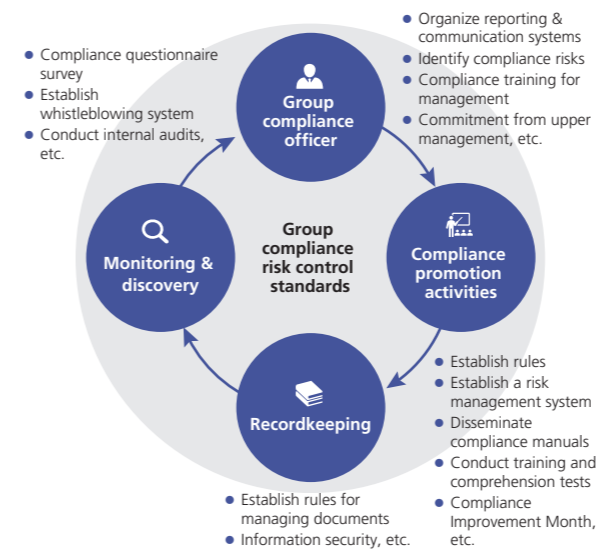 ● Organize reporting &
communication systems
● Identify compliance risks
● Compliance training for
management
● Commitment from upper
management, etc.
● Compliance questionnaire
survey
● Establish
whistleblowing system
● Conduct internal audits,
etc.
Group
compliance
officer
Group
compliance
risk control
standards
Monitoring &
discovery
Compliance
promotion
activities
Recordkeeping
● Establish rules
● Establish a risk
management system
● Disseminate
compliance manuals
● Conduct training and
comprehension tests
● Compliance
Improvement Month,
etc.
● Establish rules for
managing documents
● Information security, etc.